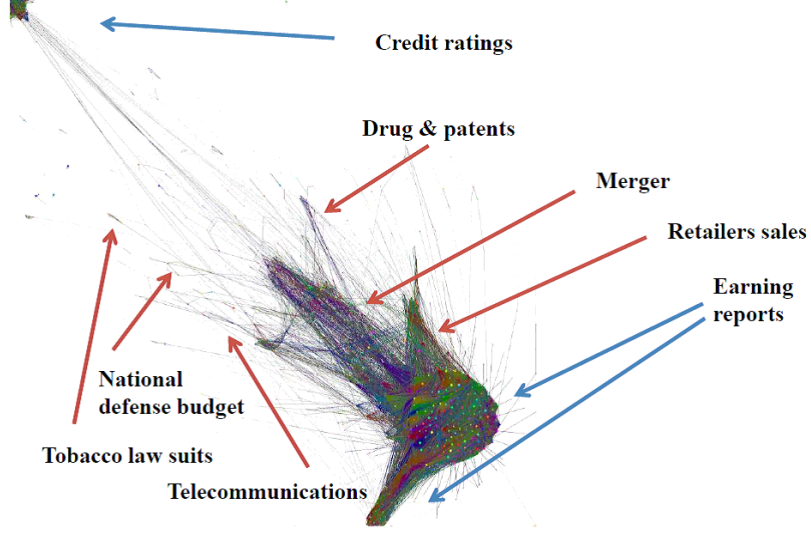 Credit ratings
Drug & patents
Merger
Retailers sales
Earning
reports
National
defense budget
Tobacco law suits
Telecommunications